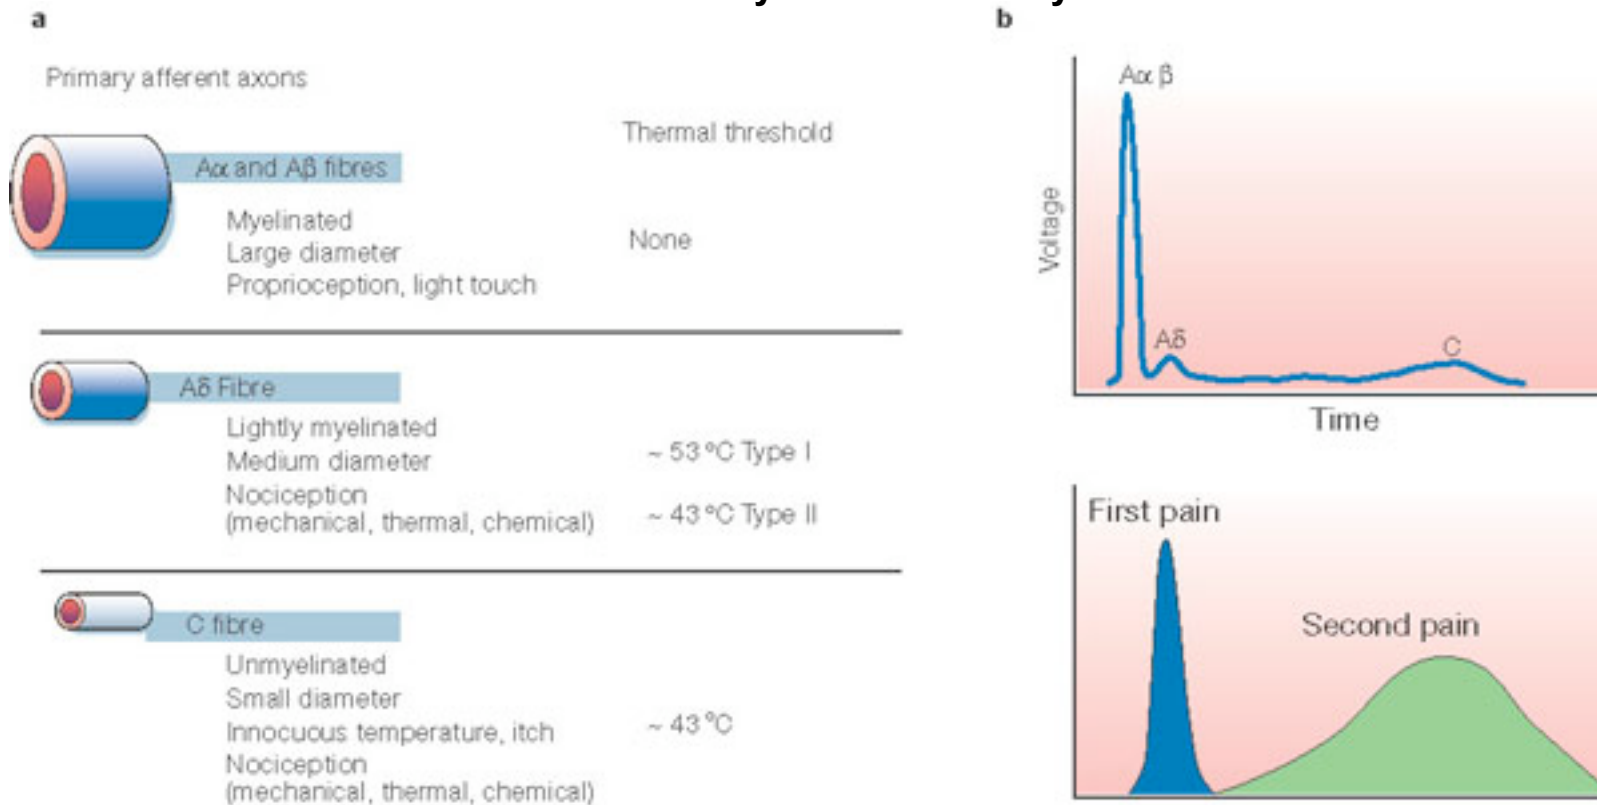 a
Primary afferent axons
Thermal threshold
Aα and Aβ fibres
Myelinated
Large diameter
Proprioception, light touch
None
Aδ Fibre
Lightly myelinated
Medium diameter
Nociception
(mechanical, thermal, chemical)
~ 53 °C Type I
~ 43 °C Type II
C fibre
Unmyelinated
Small diameter
Innocuous temperature, itch
Nociception
(mechanical, thermal, chemical)
~ 43 °C
b
Aα β
Voltage
Aδ
C
Time
First pain
Second pain